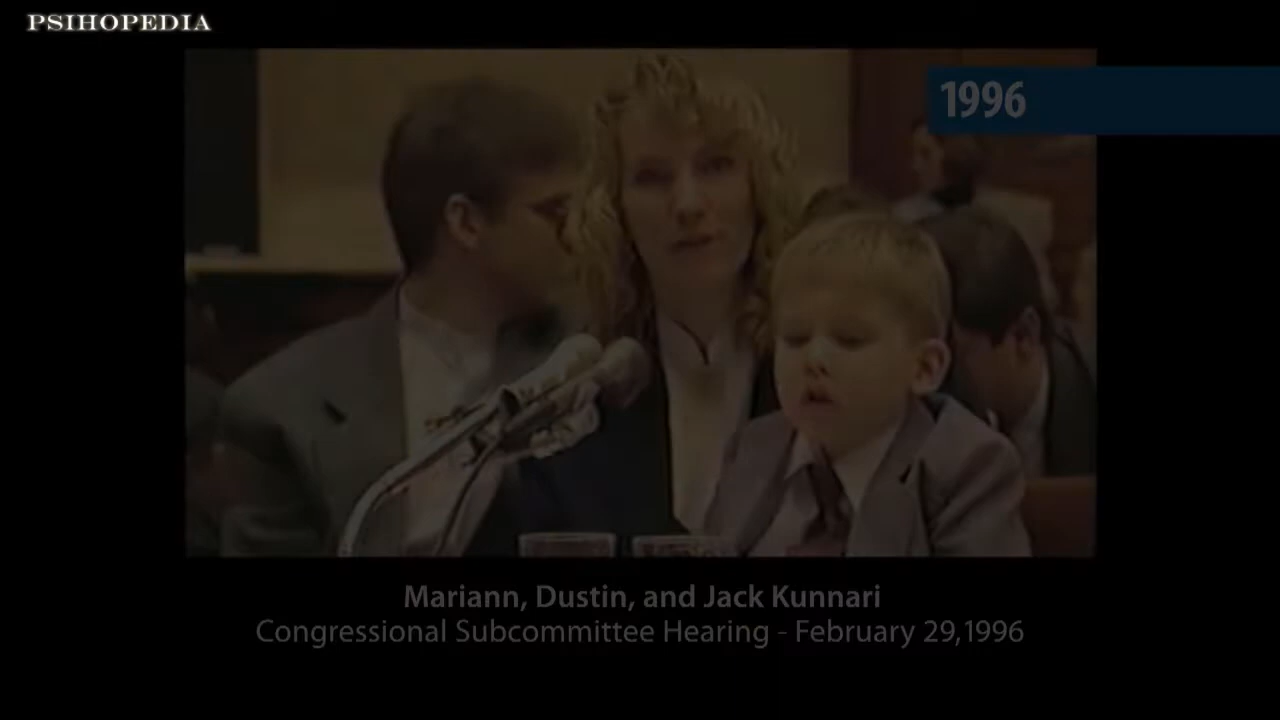 PSIHOPEDIA
1996
Mariann, Dustin, and Jack Kunnari
Congressional Subcommittee Hearing - February 29,1996